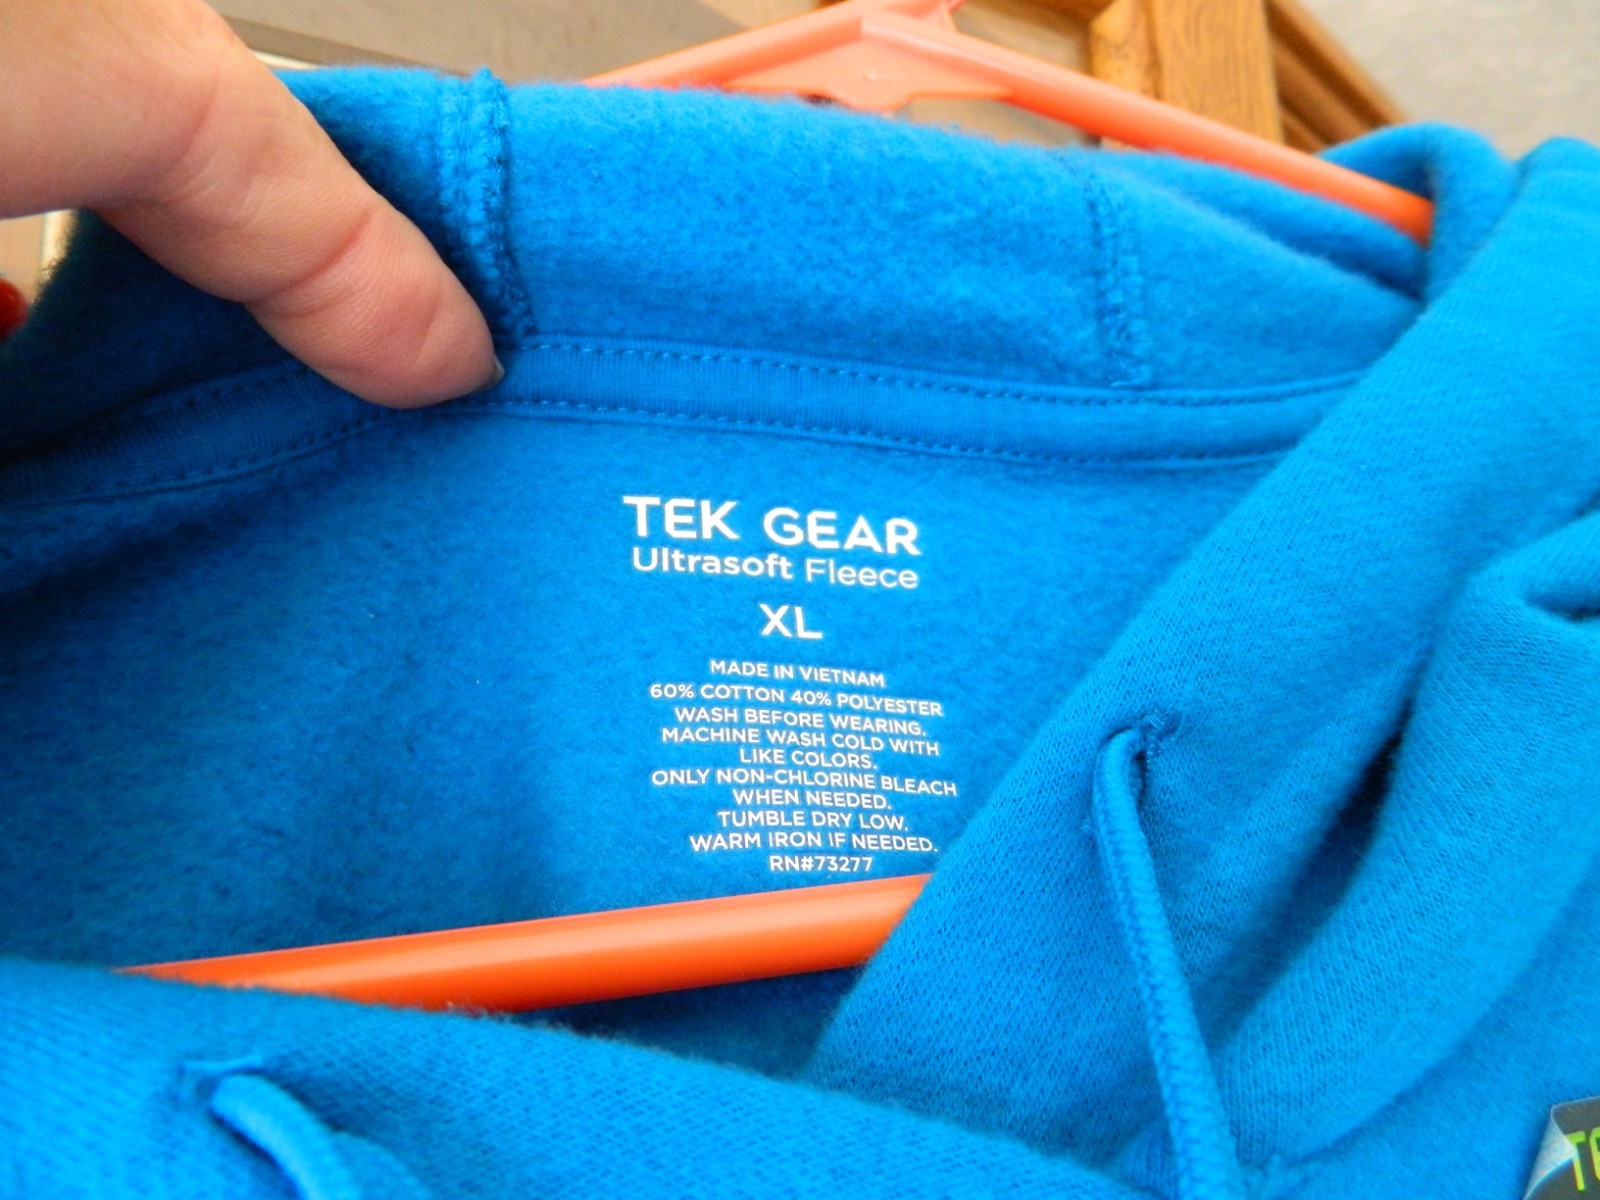 TEK GEAR
Ultrasoft Fleece
XL
MADE IN VIETNAM
60% COTTON 40% POLYESTER
WASH BEFORE WEARING.
MACHINE WASH COLD WITH
LIKE COLORS.
ONLY NON-CHLORINE BLEACH
WHEN NEEDED.
TUMBLE DRY LOW.
WARM IRON IF NEEDED.
RN#73277